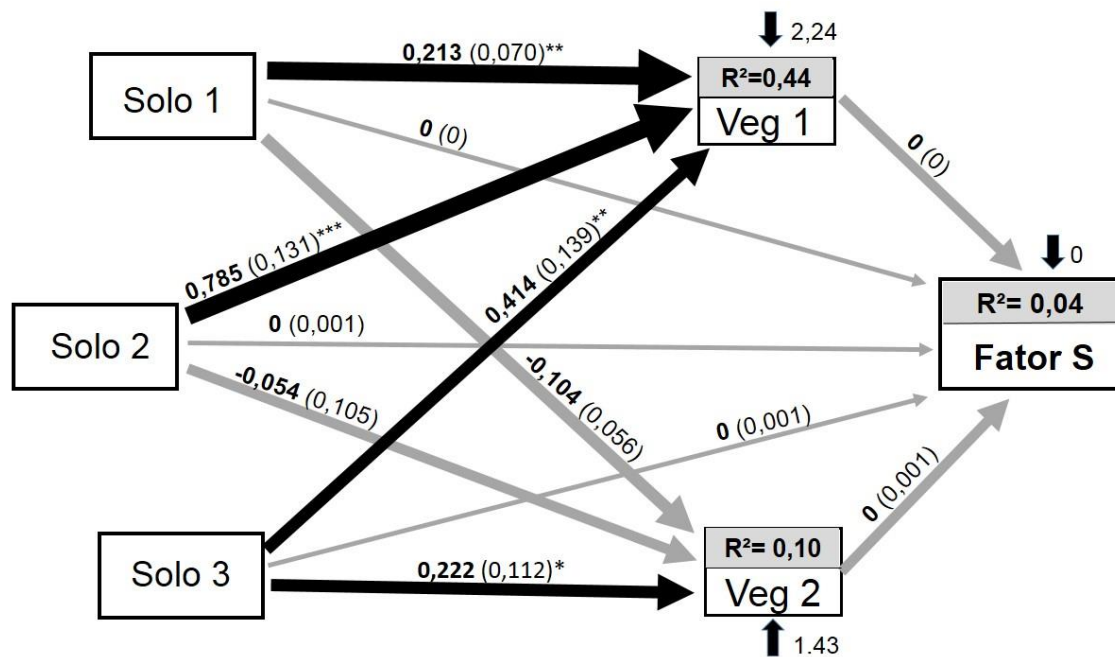 2,24
0,213 (0,070)**
R²=0,44
Solo 1
Veg 1
0 (0)
0 (0)
0,785 (0,131)***
0,414 (0,139)**
0
R²= 0,04
Fator S
Solo 2
0 (0,001)
-0,054 (0,105)
-0,104 (0,056)
0 (0,001)
0 (0,001)
R²= 0,10
Solo 3
0,222 (0,112)*
Veg 2
1.43